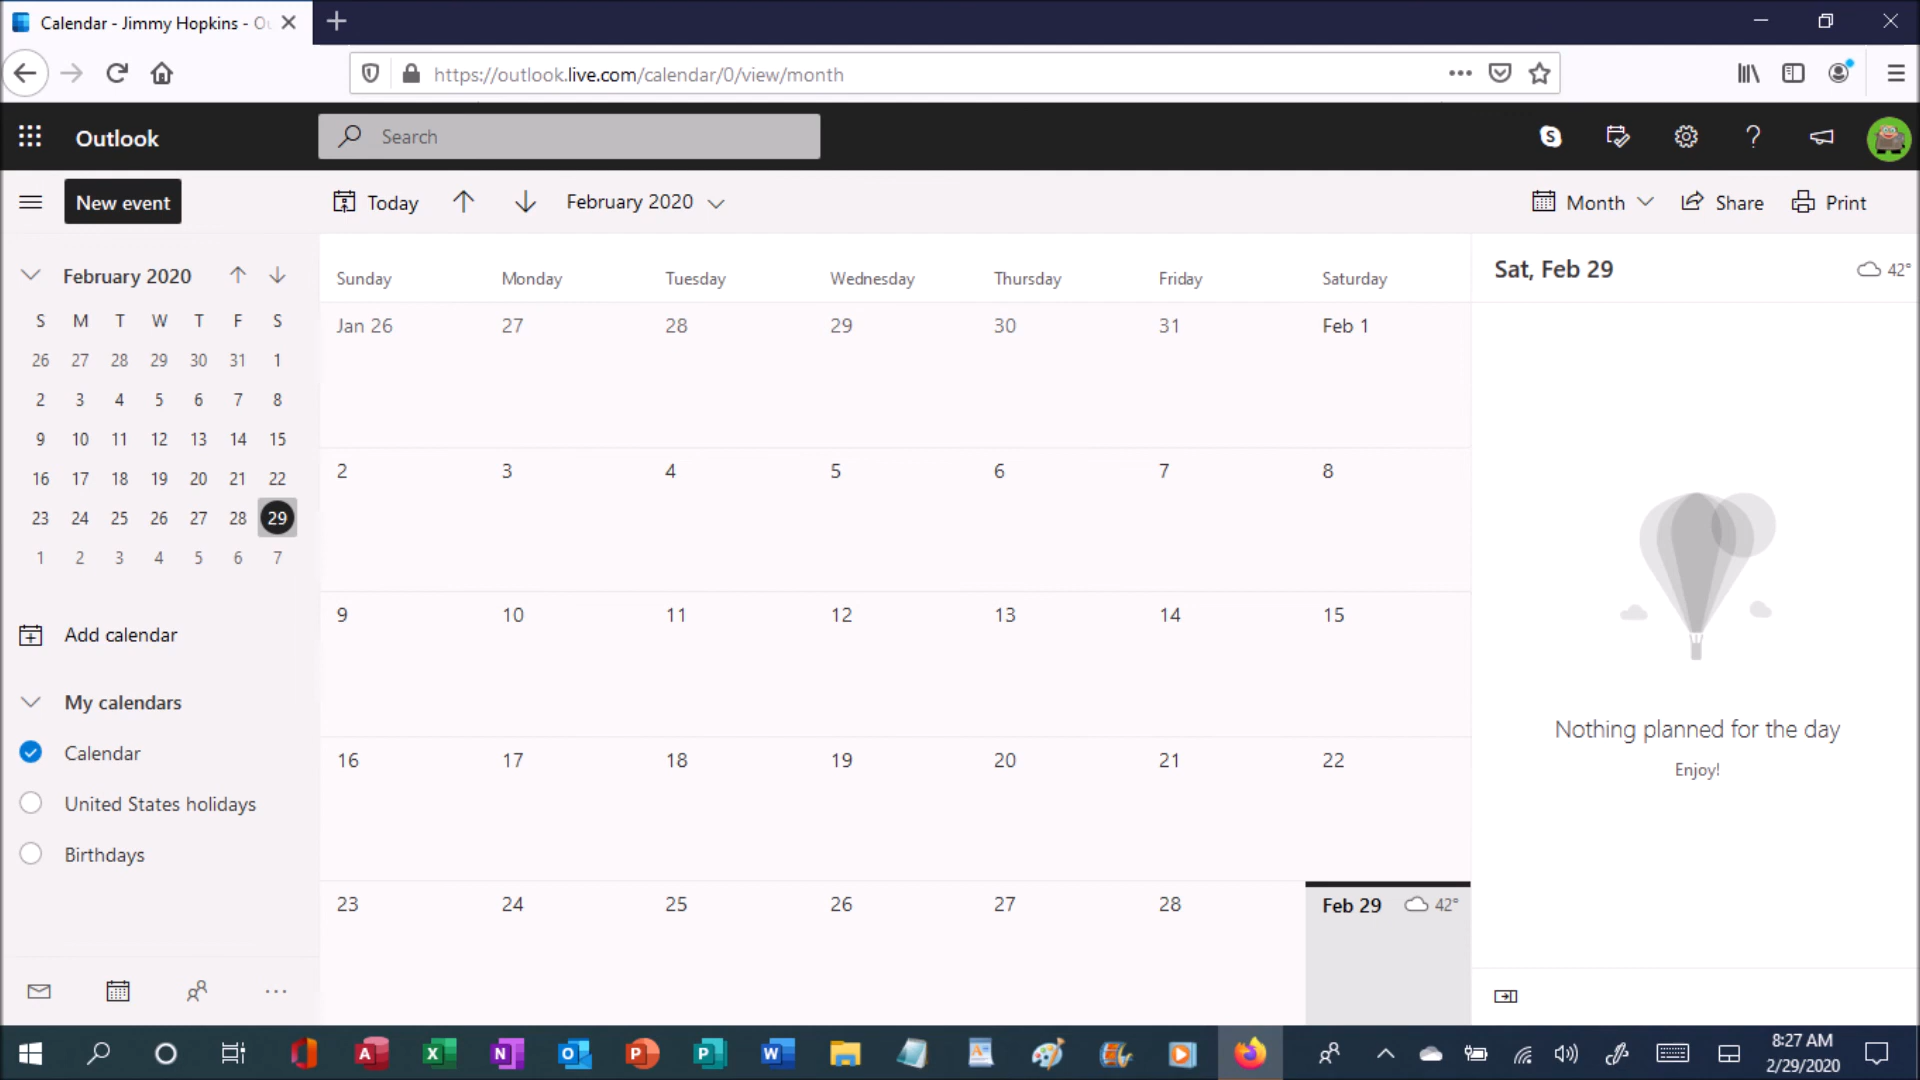 Calendar - Jimmy Hopkins - Ou
https://outlook.live.com/calendar/0/view/month
Outlook
Search
New event
Today
February 2020
Month
Share
Print
February 2020
S M T W T F S
26 27 28 29 30 31 1
2 3 4 5 6 7 8
9 10 11 12 13 14 15
16 17 18 19 20 21 22
23 24 25 26 27 28 29
1 2 3 4 5 6 7
Add calendar
My calendars
Calendar
United States holidays
Birthdays
Sunday Monday Tuesday Wednesday Thursday Friday Saturday
Jan 26 27 28 29 30 31 Feb 1
2 3 4 5 6 7 8
9 10 11 12 13 14 15
16 17 18 19 20 21 22
23 24 25 26 27 28 Feb 29 42°
Sat, Feb 29 42°
Nothing planned for the day
Enjoy!
8:27 AM
2/29/2020